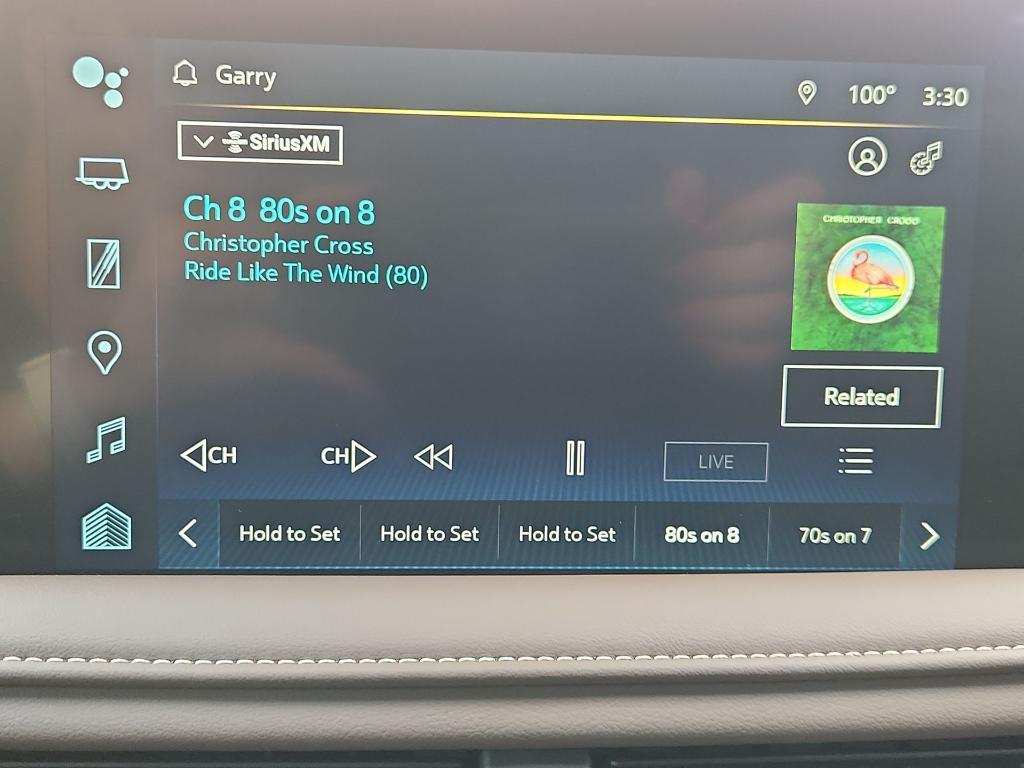 Garry
100° 3:30
SiriusXM
Ch 8 80s on 8
Christopher Cross
Ride Like The Wind (80)
CHRISTOPHER CROSS
Related
CH CH LIVE
Hold to Set Hold to Set Hold to Set 80s on 8 70s on 7